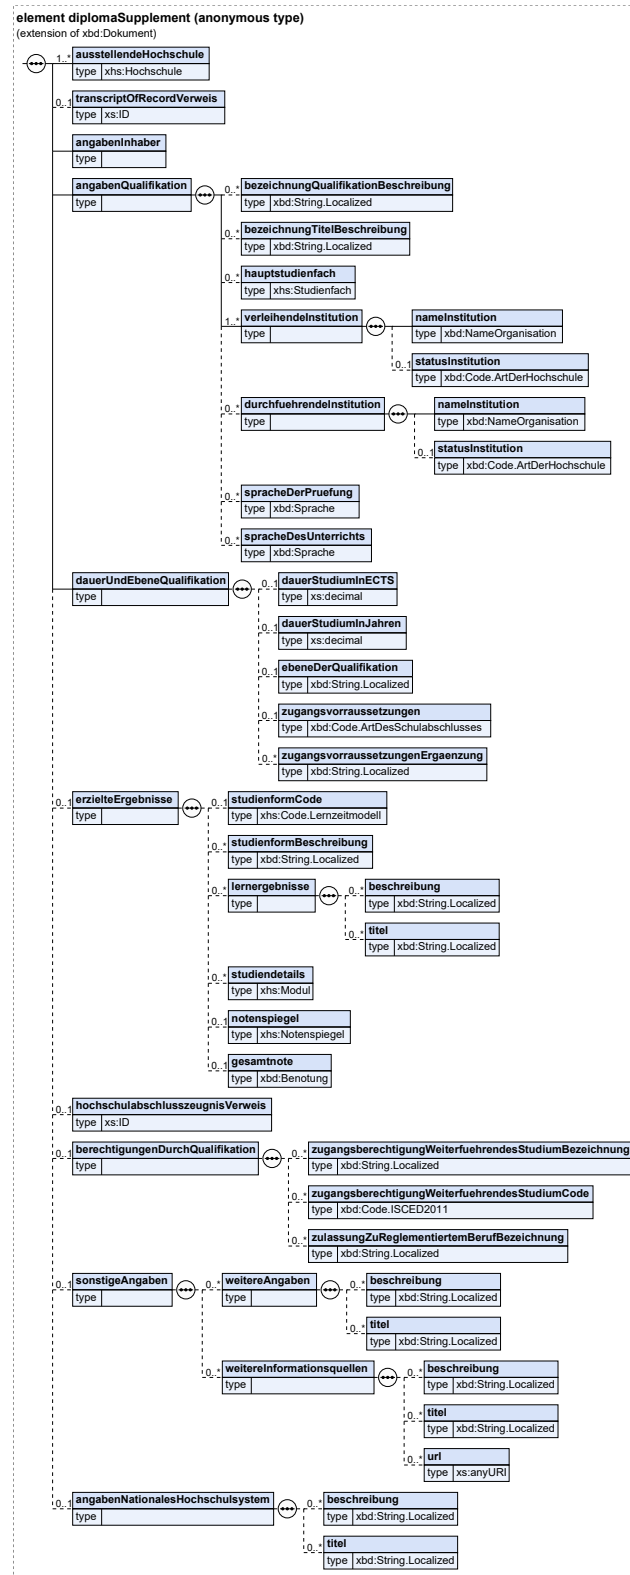 element diplomaSupplement (anonymous type)
(extension of xbd:Dokument)
1..* ausstellendeHochschule
type xhs:Hochschule
0..1 transcriptOfRecordVerweis
type xs:ID
angabenInhaber
type
angabenQualifikation
type
0..* bezeichnungQualifikationBeschreibung
type xbd:String.Localized
0..* bezeichnungTitelBeschreibung
type xbd:String.Localized
0..* hauptstudienfach
type xhs:Studienfach
1..* verleihendeInstitution
type
nameInstitution
type xbd:NameOrganisation
0..1 statusInstitution
type xbd:Code.ArtDerHochschule
0..* durchfuehrendeInstitution
type
nameInstitution
type xbd:NameOrganisation
0..1 statusInstitution
type xbd:Code.ArtDerHochschule
0..* spracheDerPruefung
type xbd:Sprache
0..* spracheDesUnterrichts
type xbd:Sprache
dauerUndEbeneQualifikation
type
0..1 dauerStudiumInECTS
type xs:decimal
0..1 dauerStudiumInJahren
type xs:decimal
0..1 ebeneDerQualifikation
type xbd:String.Localized
0..1 zugangsvorraussetzungen
type xbd:Code.ArtDesSchulabschlusses
0..* zugangsvorraussetzungenErgaenzung
type xbd:String.Localized
0..1 erzielteErgebnisse
type
0..1 studienformCode
type xhs:Code.Lernzeitmodell
0..* studienformBeschreibung
type xbd:String.Localized
0..* lernergebnisse
type
0..* beschreibung
type xbd:String.Localized
0..* titel
type xbd:String.Localized
0..* studiendetails
type xhs:Modul
0..1 notenspiegel
type xhs:Notenspiegel
0..1 gesamtnote
type xbd:Benotung
0..1 hochschulabschlusszeugnisVerweis
type xs:ID
0..1 berechtigungenDurchQualifikation
type
0..* zugangsberechtigungWeiterfuehrendesStudiumBezeichnung
type xbd:String.Localized
0..* zugangsberechtigungWeiterfuehrendesStudiumCode
type xbd:Code.ISCED2011
0..* zulassungZuReglementiertemBerufBezeichnung
type xbd:String.Localized
0..1 sonstigeAngaben
type
0..* weitereAngaben
type
0..* beschreibung
type xbd:String.Localized
0..* titel
type xbd:String.Localized
0..* weitereInformationsquellen
type
0..* beschreibung
type xbd:String.Localized
0..* titel
type xbd:String.Localized
0..* url
type xs:anyURI
0..1 angabenNationalesHochschulsystem
type
0..* beschreibung
type xbd:String.Localized
0..* titel
type xbd:String.Localized